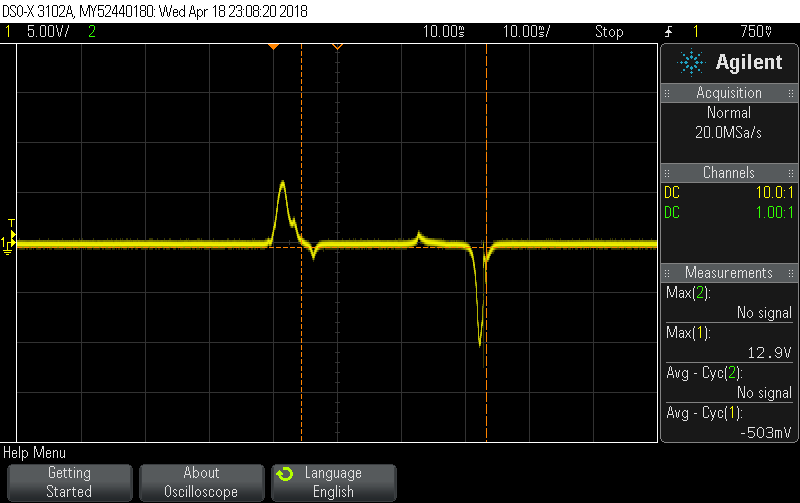 DSO-X 3102A, MY52440180: Wed Apr 18 23:08:20 2018
1 5.00V/ 2 10.00s 10.00s/ Stop 1 750V
Agilent
Acquisition
Normal
20.0MSa/s
Channels
DC 10.0:1
DC 1.00:1
Measurements
Max(2):
No signal
Max(1):
12.9V
Avg - Cyc(2):
No signal
Avg - Cyc(1):
-503mV
T
1
Help Menu
Getting
Started
About
Oscilloscope
Language
English